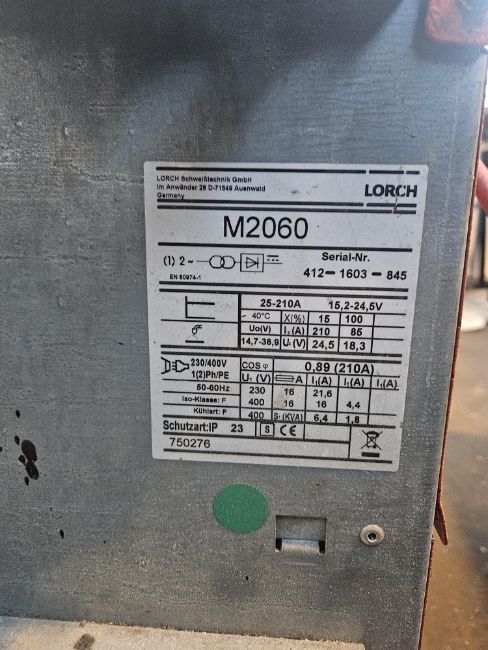 LORCH Schweißtechnik GmbH
Im Anwänder 26 D-71549 Auenwald
Germany
LORCH
M2060
(1) 2~
EN 60974-1
Serial-Nr.
412-1603-845
25-210A 15,2-24,5V
40°C X(%) 15 100
Uo(V) I₂(A) 210 85
14,7-36,9 U₂(V) 24,5 18,3
230/400V
1(2)Ph/PE
50-60Hz
Iso-Klasse: F
Kühlart: F
COS φ 0,89 (210A)
U₁ (V) A I₁(A) I₁(A) I₁(A)
230 16 21,6
400 16 16 4,4
400 S₁(KVA) 6,4 1,8
Schutzart:IP 23 S CE
750276